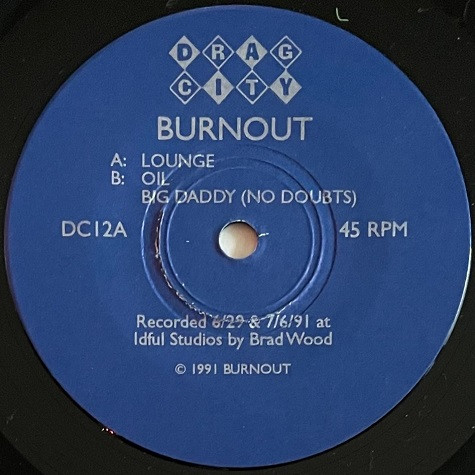 DRAG
CITY
BURNOUT
A: LOUNGE
B: OIL
BIG DADDY (NO DOUBTS)
DC12A 45 RPM
Recorded 6/29 & 7/6/91 at
Idful Studios by Brad Wood
© 1991 BURNOUT